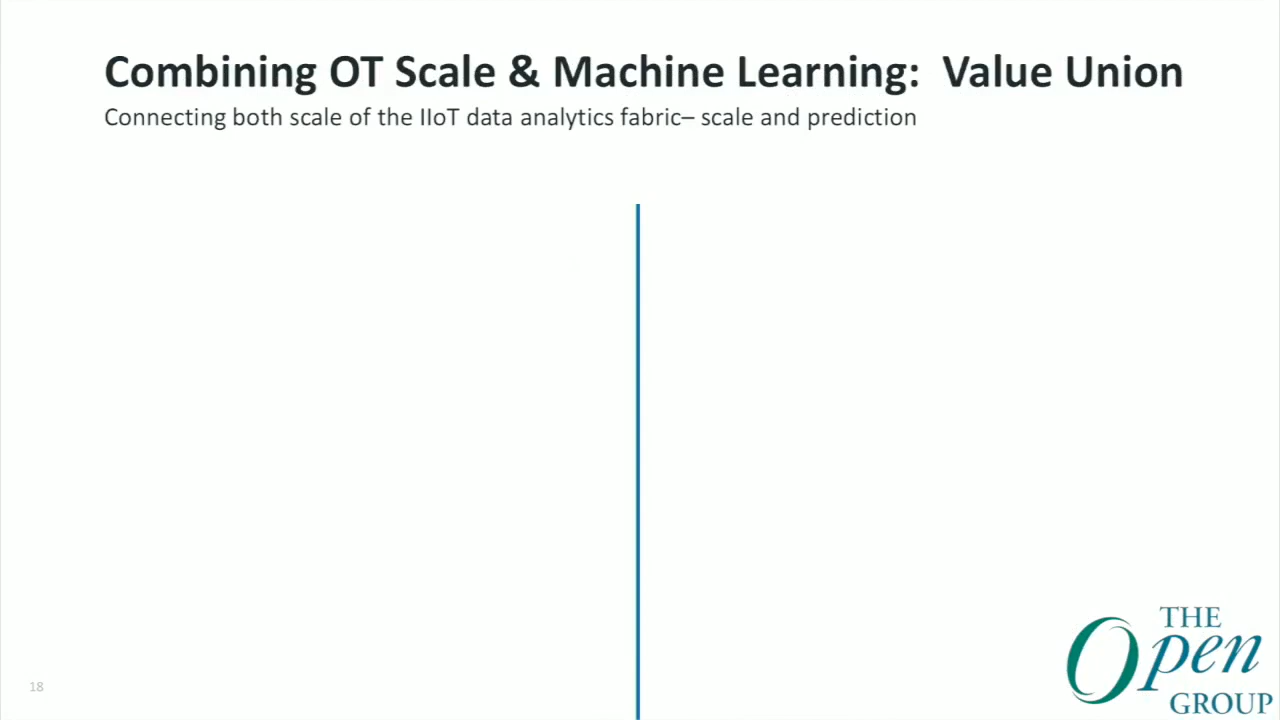 Combining OT Scale & Machine Learning:  Value Union
Connecting both scale of the IIoT data analytics fabric– scale and prediction
18
THE
Open
GROUP